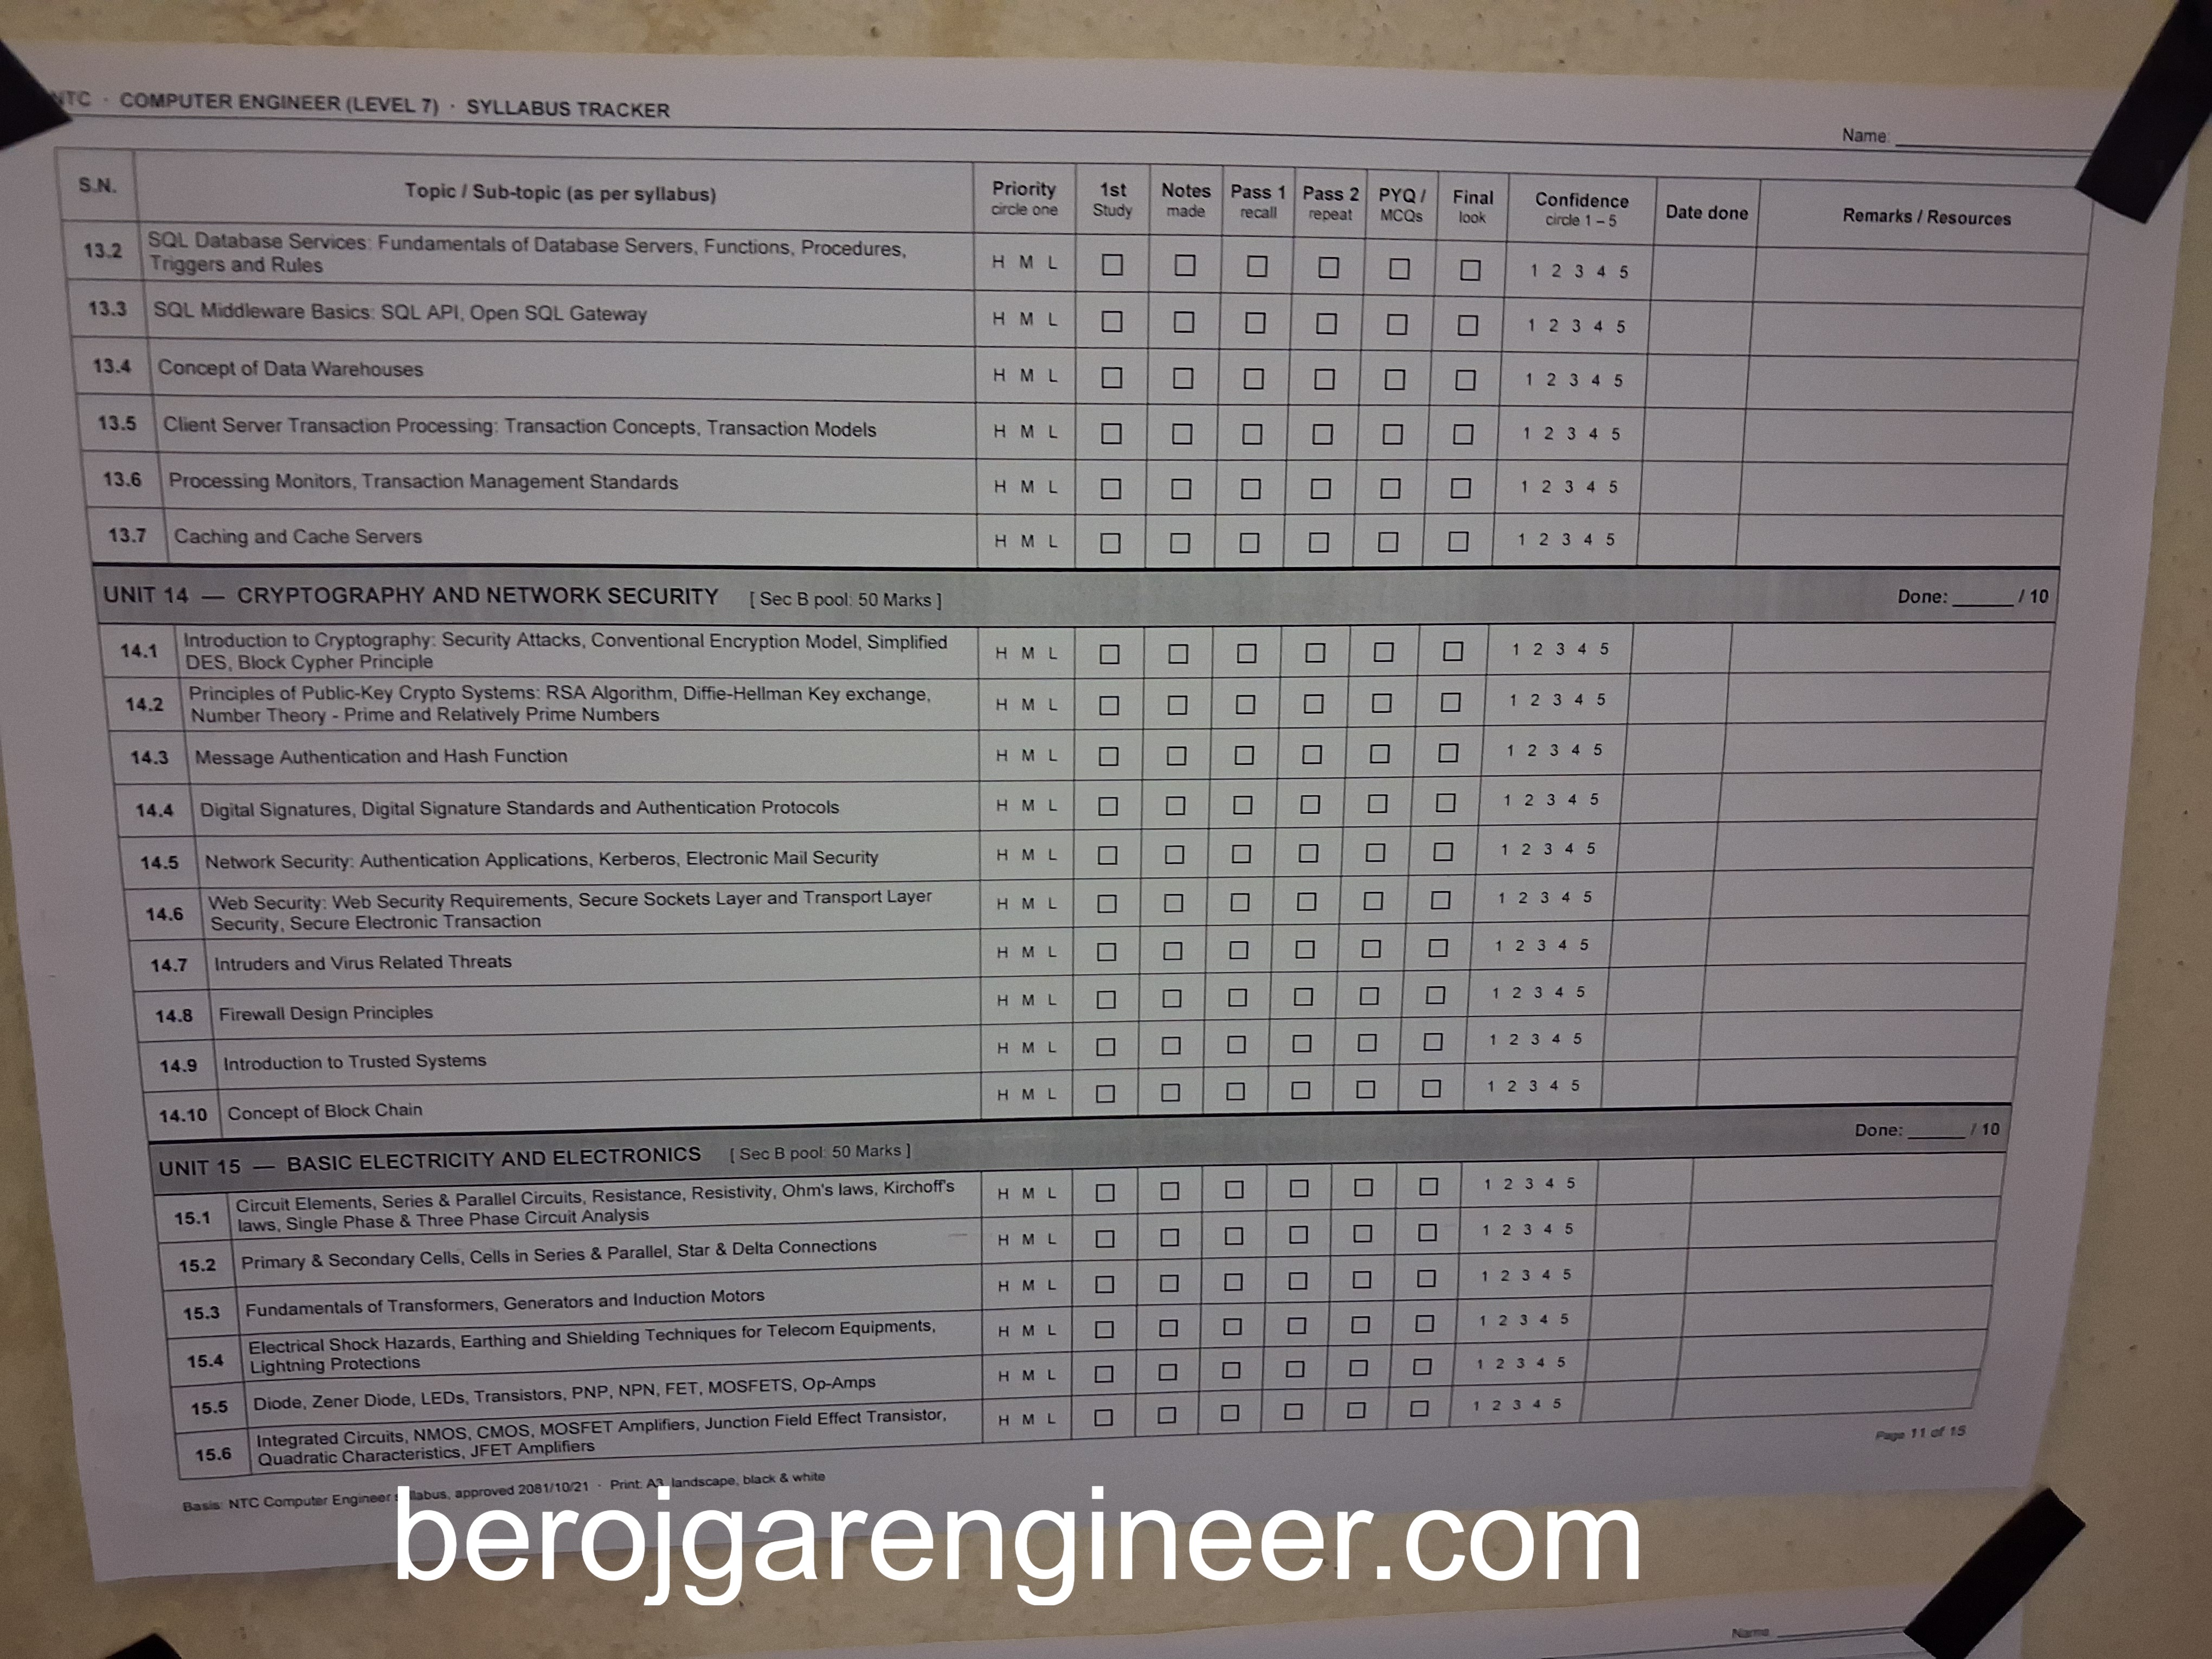 NTC · COMPUTER ENGINEER (LEVEL 7) · SYLLABUS TRACKER
Name:
S.N. Topic / Sub-topic (as per syllabus) Priority circle one 1st Study Notes made Pass 1 recall Pass 2 repeat PYQ / MCQs Final look Confidence circle 1 – 5 Date done Remarks / Resources
13.2 SQL Database Services: Fundamentals of Database Servers, Functions, Procedures,
Triggers and Rules H M L 1 2 3 4 5
13.3 SQL Middleware Basics: SQL API, Open SQL Gateway H M L 1 2 3 4 5
13.4 Concept of Data Warehouses H M L 1 2 3 4 5
13.5 Client Server Transaction Processing: Transaction Concepts, Transaction Models H M L 1 2 3 4 5
13.6 Processing Monitors, Transaction Management Standards H M L 1 2 3 4 5
13.7 Caching and Cache Servers H M L 1 2 3 4 5
UNIT 14 — CRYPTOGRAPHY AND NETWORK SECURITY [ Sec B pool: 50 Marks ] Done: ______ / 10
14.1 Introduction to Cryptography: Security Attacks, Conventional Encryption Model, Simplified
DES, Block Cypher Principle H M L 1 2 3 4 5
14.2 Principles of Public-Key Crypto Systems: RSA Algorithm, Diffie-Hellman Key exchange,
Number Theory - Prime and Relatively Prime Numbers H M L 1 2 3 4 5
14.3 Message Authentication and Hash Function H M L 1 2 3 4 5
14.4 Digital Signatures, Digital Signature Standards and Authentication Protocols H M L 1 2 3 4 5
14.5 Network Security: Authentication Applications, Kerberos, Electronic Mail Security H M L 1 2 3 4 5
14.6 Web Security: Web Security Requirements, Secure Sockets Layer and Transport Layer
Security, Secure Electronic Transaction H M L 1 2 3 4 5
14.7 Intruders and Virus Related Threats H M L 1 2 3 4 5
14.8 Firewall Design Principles H M L 1 2 3 4 5
14.9 Introduction to Trusted Systems H M L 1 2 3 4 5
14.10 Concept of Block Chain H M L 1 2 3 4 5
UNIT 15 — BASIC ELECTRICITY AND ELECTRONICS [ Sec B pool: 50 Marks ] Done: ______ / 10
15.1 Circuit Elements, Series & Parallel Circuits, Resistance, Resistivity, Ohm's laws, Kirchoff's
laws, Single Phase & Three Phase Circuit Analysis H M L 1 2 3 4 5
15.2 Primary & Secondary Cells, Cells in Series & Parallel, Star & Delta Connections H M L 1 2 3 4 5
15.3 Fundamentals of Transformers, Generators and Induction Motors H M L 1 2 3 4 5
15.4 Electrical Shock Hazards, Earthing and Shielding Techniques for Telecom Equipments,
Lightning Protections H M L 1 2 3 4 5
15.5 Diode, Zener Diode, LEDs, Transistors, PNP, NPN, FET, MOSFETS, Op-Amps H M L 1 2 3 4 5
15.6 Integrated Circuits, NMOS, CMOS, MOSFET Amplifiers, Junction Field Effect Transistor,
Quadratic Characteristics, JFET Amplifiers H M L 1 2 3 4 5
Page 11 of 15
Basis: NTC Computer Engineer syllabus, approved 2081/10/21 · Print: A3, landscape, black & white
berojgarengineer.com
Name